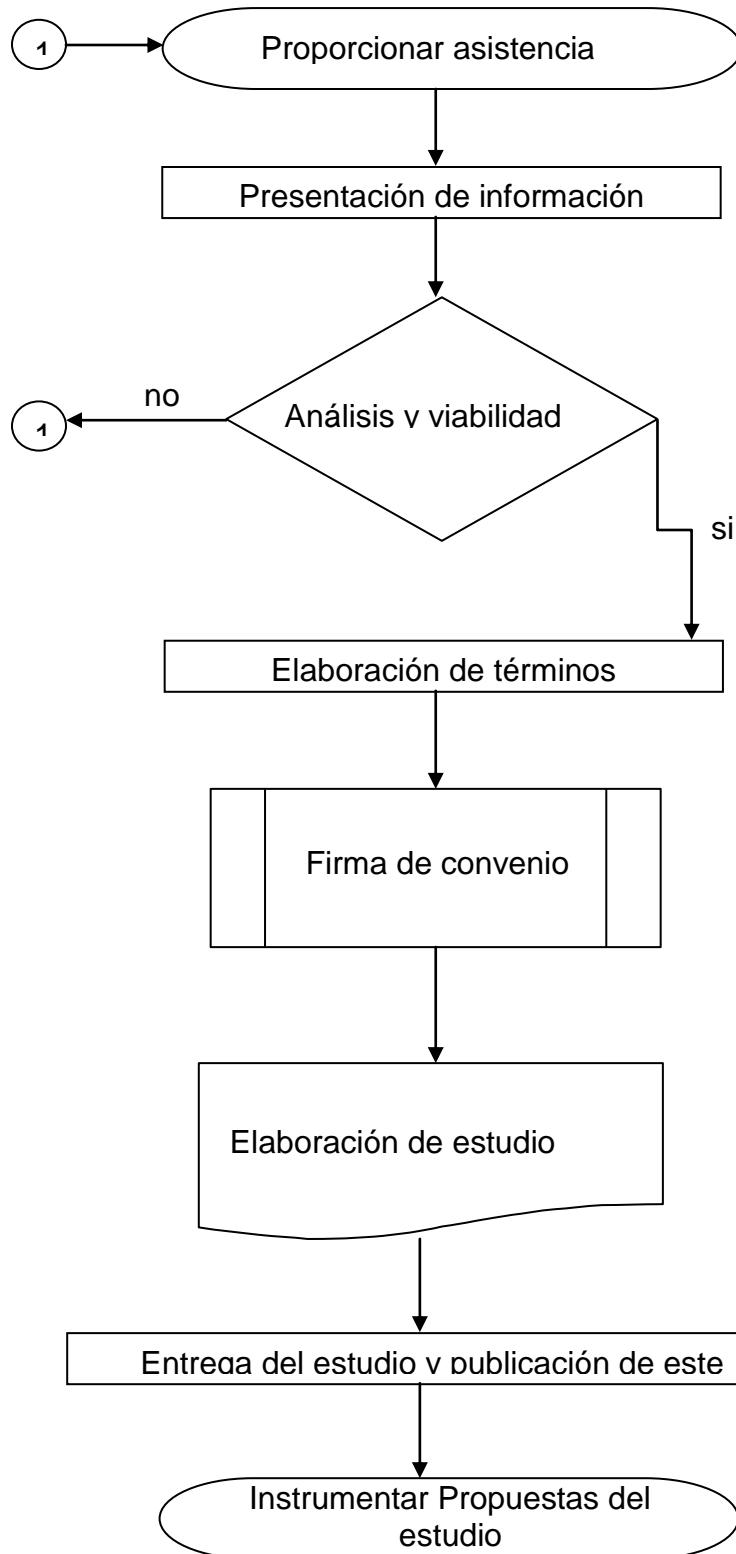 1
Proporcionar asistencia
Presentación de información
no
1
Análisis y viabilidad
si
Elaboración de términos
Firma de convenio
Elaboración de estudio
Entrega del estudio y publicación de este
Instrumentar Propuestas del
estudio